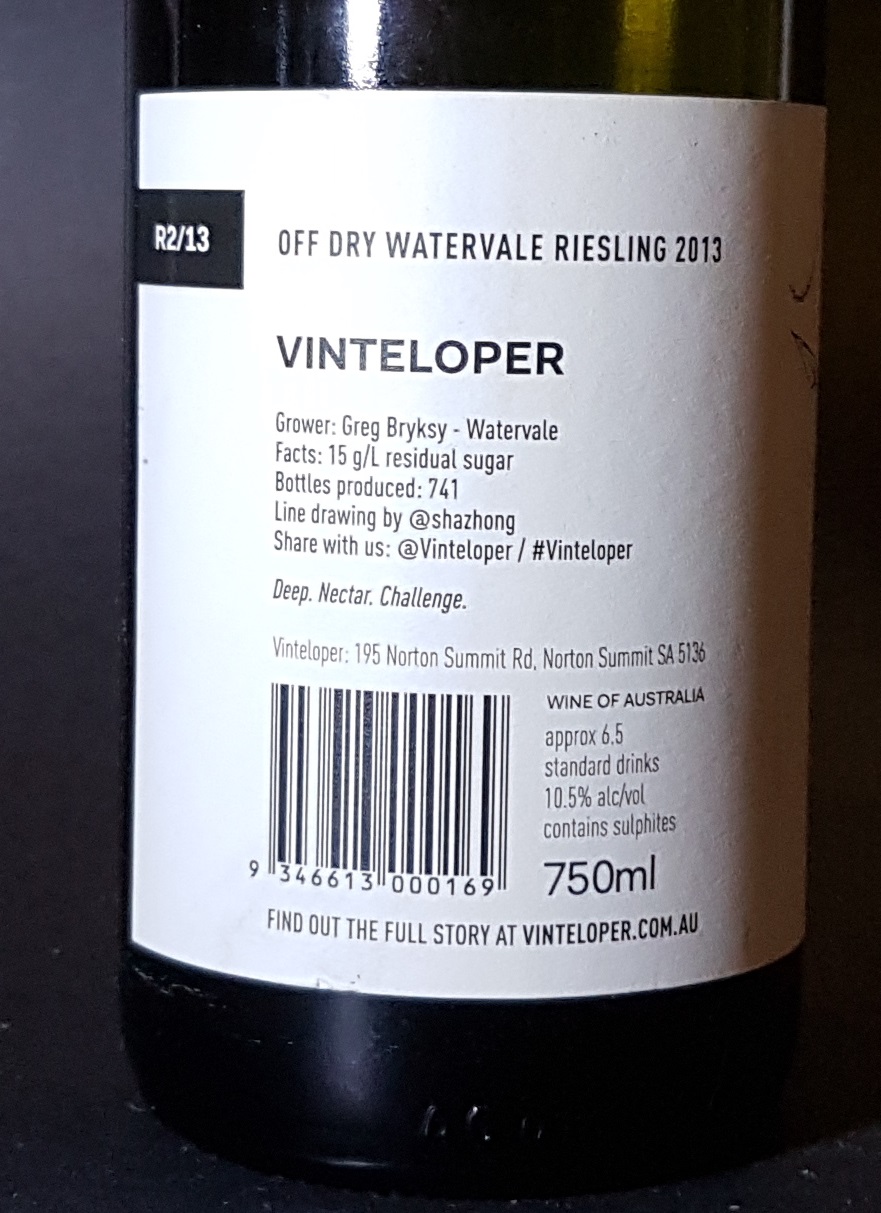 R2/13
OFF DRY WATERVALE RIESLING 2013
VINTELOPER
Grower: Greg Bryksy - Watervale
Facts: 15 g/L residual sugar
Bottles produced: 741
Line drawing by @shazhong
Share with us: @Vinteloper / #Vinteloper
Deep. Nectar. Challenge.
Vinteloper: 195 Norton Summit Rd, Norton Summit SA 5136
WINE OF AUSTRALIA
approx 6.5
standard drinks
10.5% alc/vol
contains sulphites
750ml
9 346613 000169
FIND OUT THE FULL STORY AT VINTELOPER.COM.AU